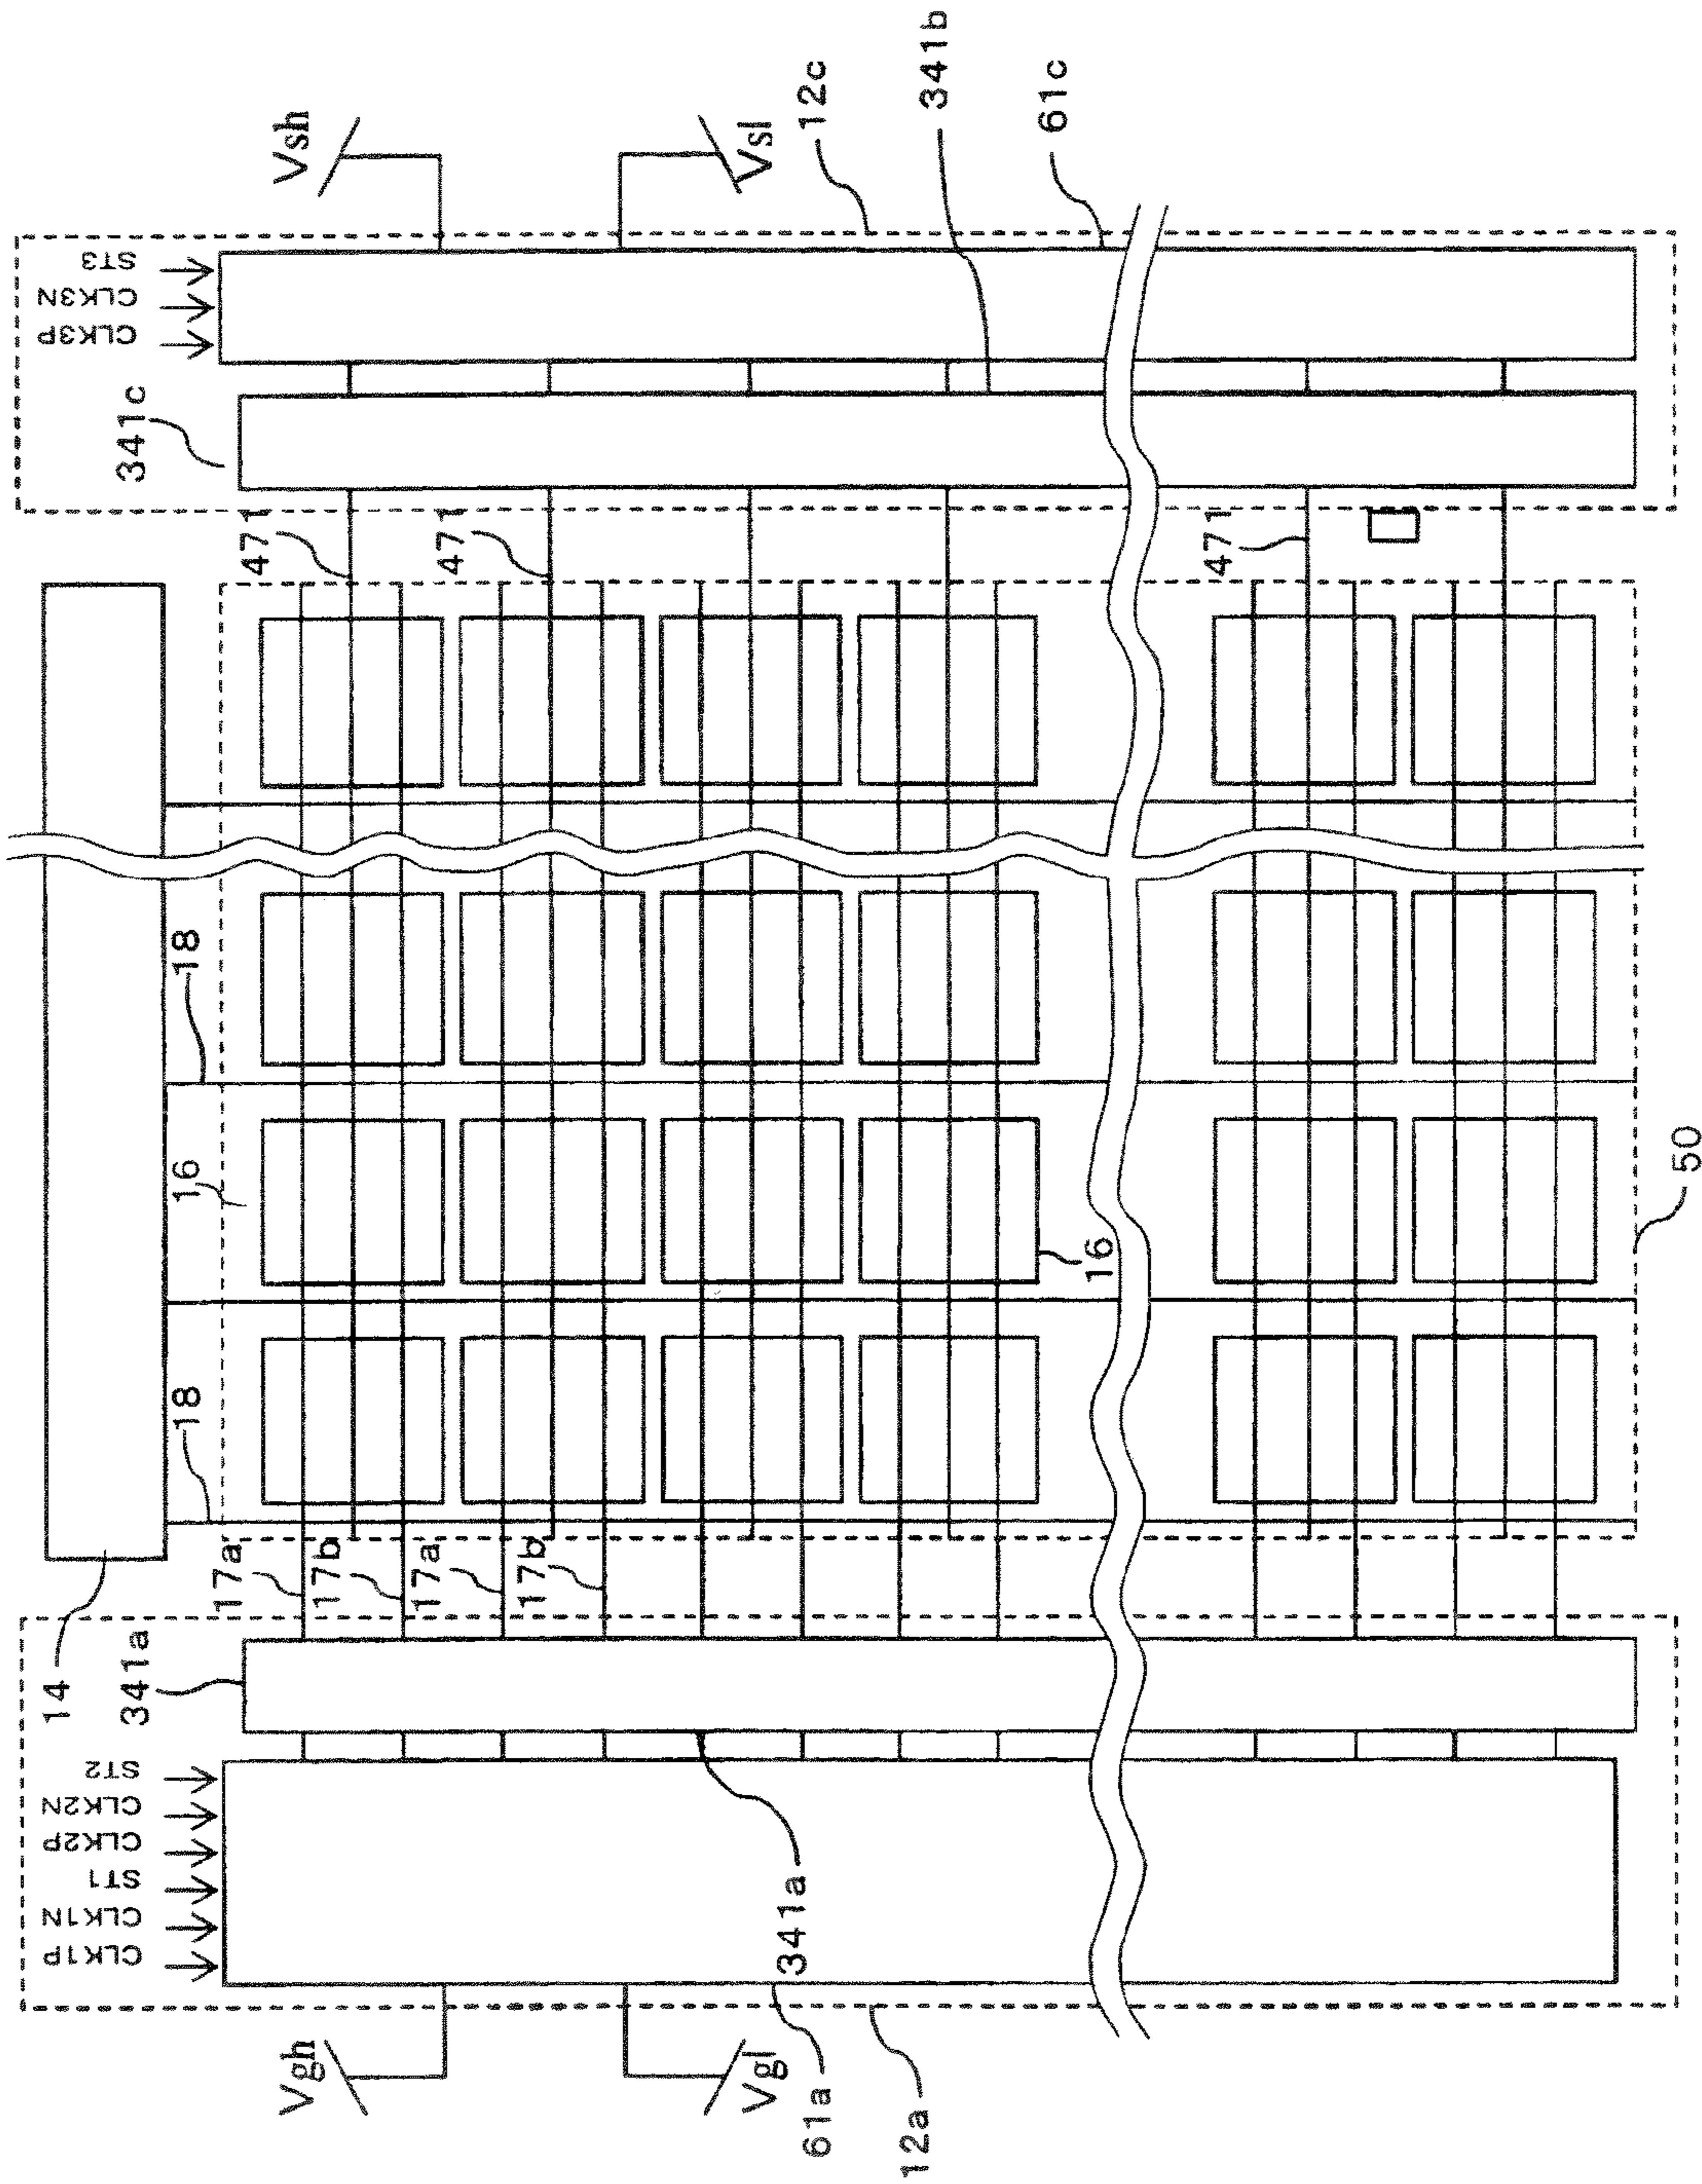 Vsh
Vsl
12c
341b
61c
ST3
CLK3N
CLK3P
341c
471
471
471
18
16
16
18
50
17a
17b
17a
17b
14
341a
ST2
CLK2N
CLK2P
ST1
CLK1N
CLK1P
341a
Vgh
Vgl
61a
12a